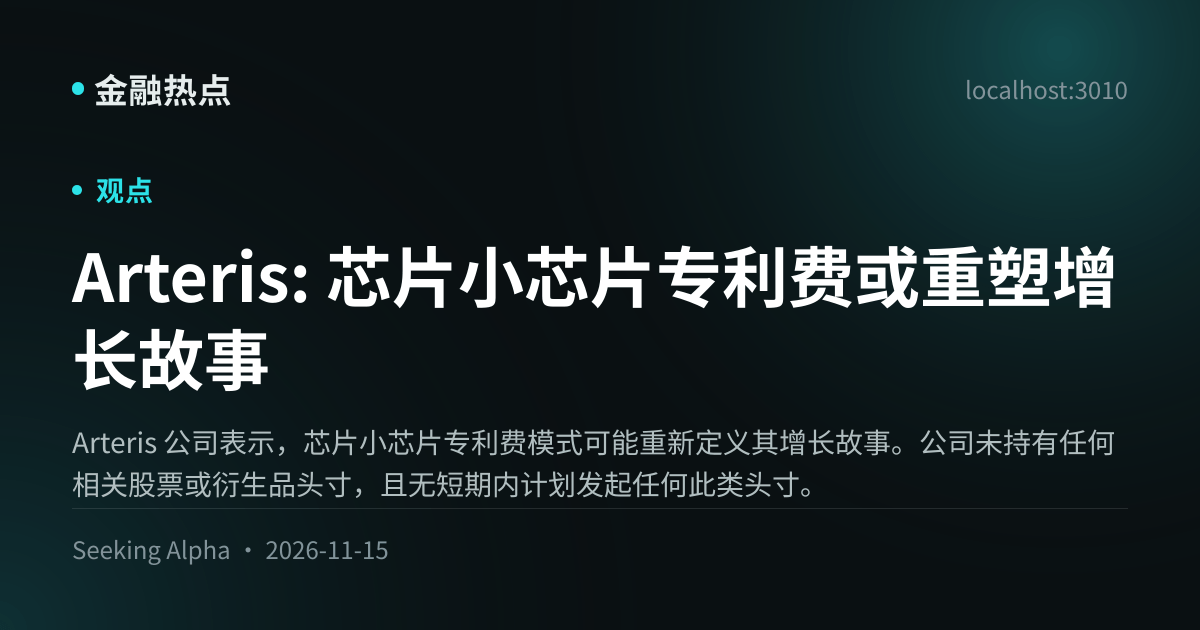 金融热点
localhost:3010
观点
Arteris: 芯片小芯片专利费或重塑增
长故事
Arteris 公司表示，芯片小芯片专利费模式可能重新定义其增长故事。公司未持有任何
相关股票或衍生品头寸，且无短期内计划发起任何此类头寸。
Seeking Alpha · 2026-11-15